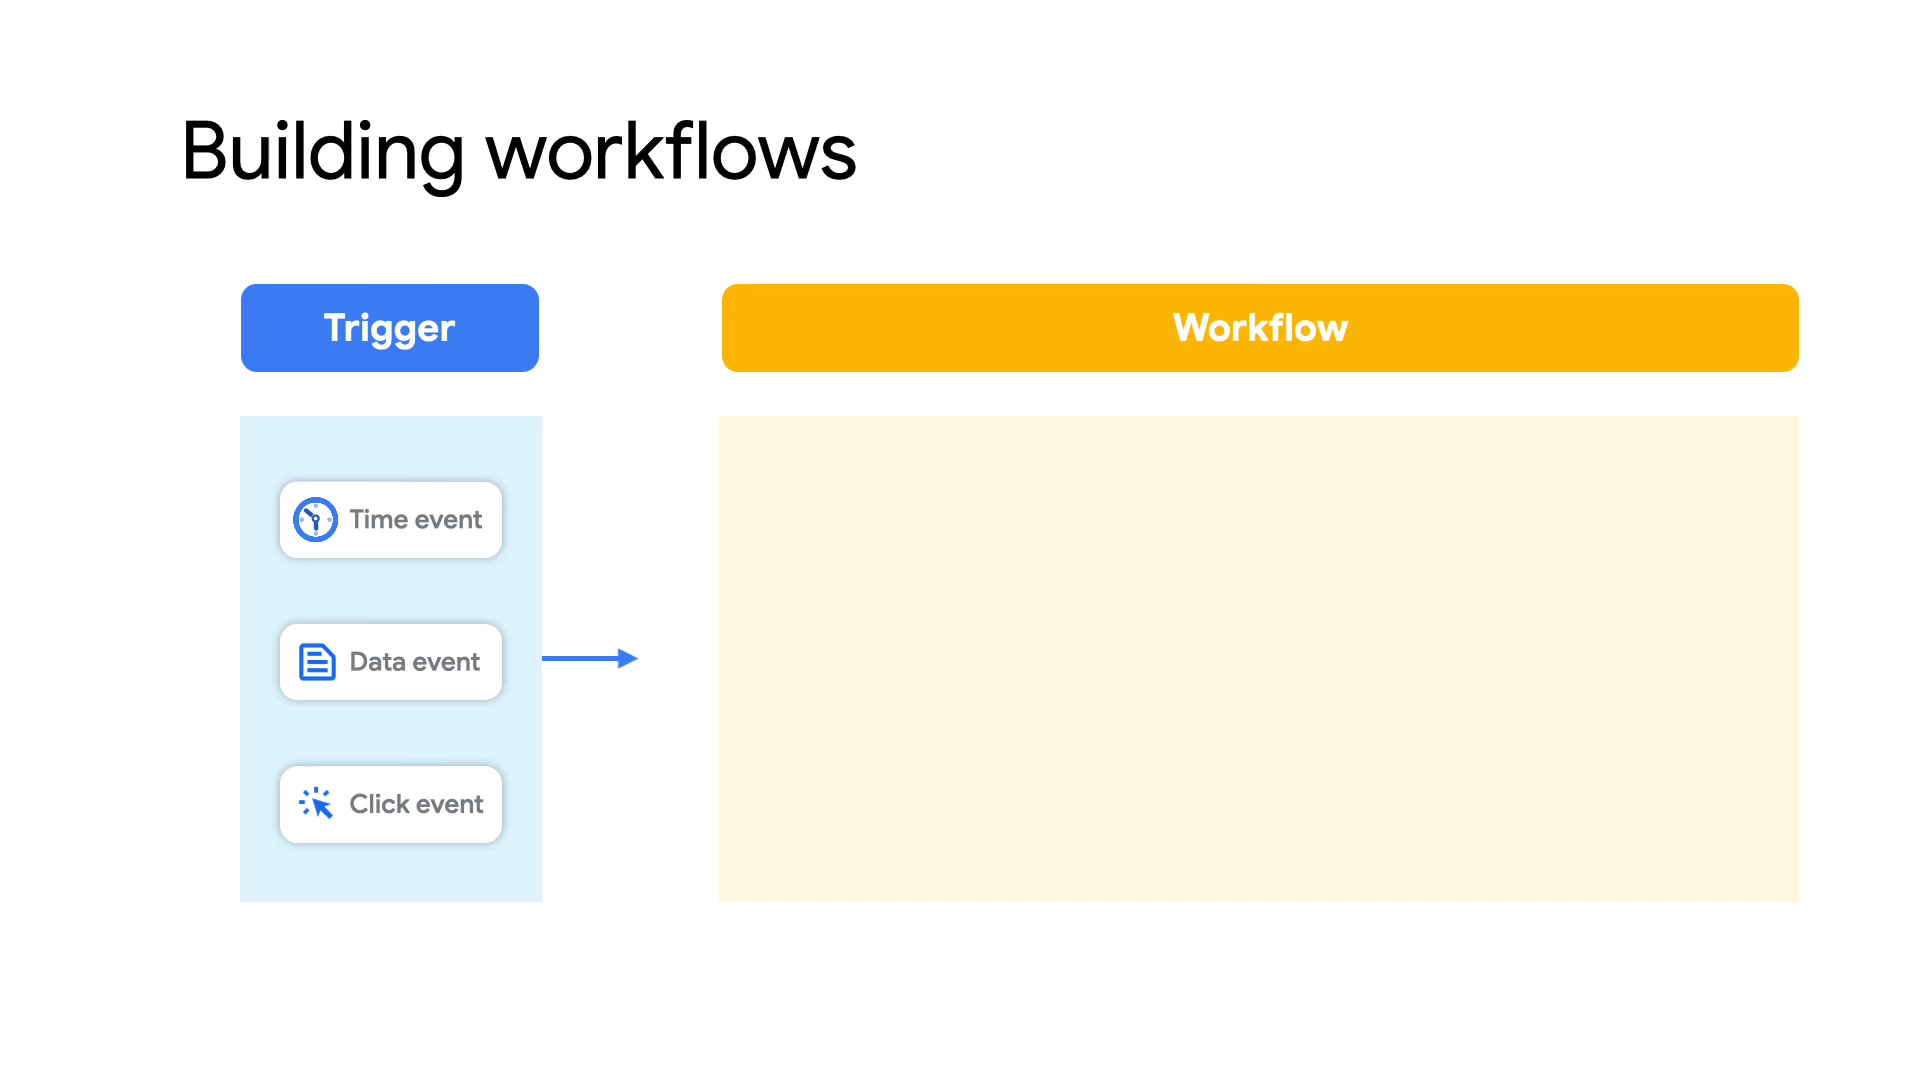 Building workflows
Trigger
Workflow
Time event
Data event
Click event